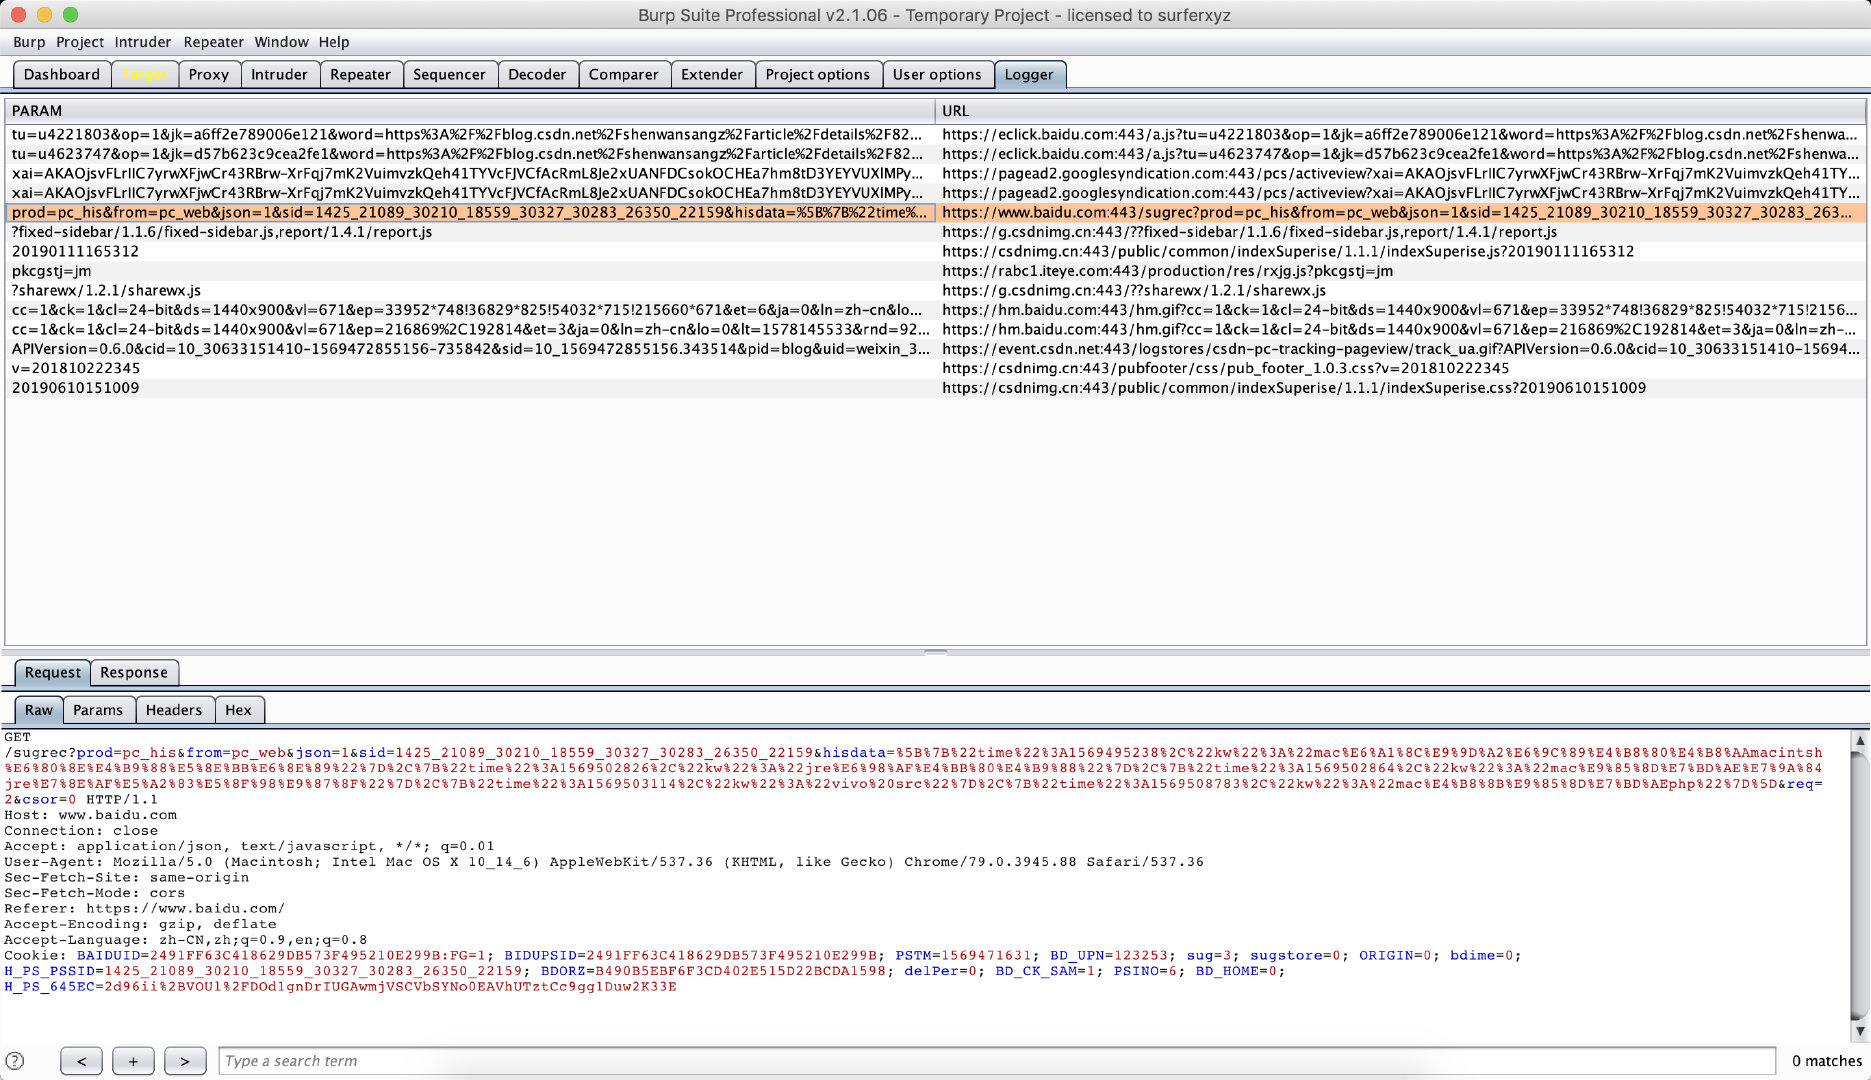 Burp Suite Professional v2.1.06 - Temporary Project - licensed to surferxyz
Burp Project Intruder Repeater Window Help
Dashboard Target Proxy Intruder Repeater Sequencer Decoder Comparer Extender Project options User options Logger
PARAM URL
tu=u4221803&op=1&jk=a6ff2e789006e121&word=https%3A%2F%2Fblog.csdn.net%2Fshenwansangz%2Farticle%2Fdetails%2F82... https://eclick.baidu.com:443/a.js?tu=u4221803&op=1&jk=a6ff2e789006e121&word=https%3A%2F%2Fblog.csdn.net%2Fshenwa...
tu=u4623747&op=1&jk=d57b623c9cea2fe1&word=https%3A%2F%2Fblog.csdn.net%2Fshenwansangz%2Farticle%2Fdetails%2F82... https://eclick.baidu.com:443/a.js?tu=u4623747&op=1&jk=d57b623c9cea2fe1&word=https%3A%2F%2Fblog.csdn.net%2Fshenwa...
xai=AKAOjsvFLrlIC7yrwXFjwCr43RBrw-XrFqj7mK2VuimvzkQeh41TYVcFJVCfAcRmL8Je2xUANFDCsokOCHEa7hm8tD3YEYVUXlMPy... https://pagead2.googlesyndication.com:443/pcs/activeview?xai=AKAOjsvFLrlIC7yrwXFjwCr43RBrw-XrFqj7mK2VuimvzkQeh41TY...
xai=AKAOjsvFLrlIC7yrwXFjwCr43RBrw-XrFqj7mK2VuimvzkQeh41TYVcFJVCfAcRmL8Je2xUANFDCsokOCHEa7hm8tD3YEYVUXlMPy... https://pagead2.googlesyndication.com:443/pcs/activeview?xai=AKAOjsvFLrlIC7yrwXFjwCr43RBrw-XrFqj7mK2VuimvzkQeh41TY...
prod=pc_his&from=pc_web&json=1&sid=1425_21089_30210_18559_30327_30283_26350_22159&hisdata=%5B%7B%22time%... https://www.baidu.com:443/sugrec?prod=pc_his&from=pc_web&json=1&sid=1425_21089_30210_18559_30327_30283_263...
?fixed-sidebar/1.1.6/fixed-sidebar.js,report/1.4.1/report.js https://g.csdnimg.cn:443/??fixed-sidebar/1.1.6/fixed-sidebar.js,report/1.4.1/report.js
20190111165312 https://csdnimg.cn:443/public/common/indexSuperise/1.1.1/indexSuperise.js?20190111165312
pkcgstj=jm https://rabc1.iteye.com:443/production/res/rxjg.js?pkcgstj=jm
?sharewx/1.2.1/sharewx.js https://g.csdnimg.cn:443/??sharewx/1.2.1/sharewx.js
cc=1&ck=1&cl=24-bit&ds=1440x900&vl=671&ep=33952*748!36829*825!54032*715!215660*671&et=6&ja=0&ln=zh-cn&lo... https://hm.baidu.com:443/hm.gif?cc=1&ck=1&cl=24-bit&ds=1440x900&vl=671&ep=33952*748!36829*825!54032*715!2156...
cc=1&ck=1&cl=24-bit&ds=1440x900&vl=671&ep=216869%2C192814&et=3&ja=0&ln=zh-cn&lo=0&lt=1578145533&rnd=92... https://hm.baidu.com:443/hm.gif?cc=1&ck=1&cl=24-bit&ds=1440x900&vl=671&ep=216869%2C192814&et=3&ja=0&ln=zh-...
APIVersion=0.6.0&cid=10_30633151410-1569472855156-735842&sid=10_1569472855156.343514&pid=blog&uid=weixin_3... https://event.csdn.net:443/logstores/csdn-pc-tracking-pageview/track_ua.gif?APIVersion=0.6.0&cid=10_30633151410-15694...
v=201810222345 https://csdnimg.cn:443/pubfooter/css/pub_footer_1.0.3.css?v=201810222345
20190610151009 https://csdnimg.cn:443/public/common/indexSuperise/1.1.1/indexSuperise.css?20190610151009
Request Response
Raw Params Headers Hex
GET
/sugrec?prod=pc_his&from=pc_web&json=1&sid=1425_21089_30210_18559_30327_30283_26350_22159&hisdata=%5B%7B%22time%22%3A1569495238%2C%22kw%22%3A%22mac%E6%A1%8C%E9%9D%A2%E6%9C%89%E4%B8%80%E4%B8%AAmacintsh
%E6%80%8E%E4%B9%88%E5%8E%BB%E6%8E%89%22%7D%2C%7B%22time%22%3A1569502826%2C%22kw%22%3A%22jre%E6%98%AF%E4%BB%80%E4%B9%88%22%7D%2C%7B%22time%22%3A1569502864%2C%22kw%22%3A%22mac%E9%85%8D%E7%BD%AE%E7%9A%84
jre%E7%8E%AF%E5%A2%83%E5%8F%98%E9%87%8F%22%7D%2C%7B%22time%22%3A1569503114%2C%22kw%22%3A%22vivo%20src%22%7D%2C%7B%22time%22%3A1569508783%2C%22kw%22%3A%22mac%E4%B8%8B%E9%85%8D%E7%BD%AEphp%22%7D%5D&req=
2&csor=0 HTTP/1.1
Host: www.baidu.com
Connection: close
Accept: application/json, text/javascript, */*; q=0.01
User-Agent: Mozilla/5.0 (Macintosh; Intel Mac OS X 10_14_6) AppleWebKit/537.36 (KHTML, like Gecko) Chrome/79.0.3945.88 Safari/537.36
Sec-Fetch-Site: same-origin
Sec-Fetch-Mode: cors
Referer: https://www.baidu.com/
Accept-Encoding: gzip, deflate
Accept-Language: zh-CN,zh;q=0.9,en;q=0.8
Cookie: BAIDUID=2491FF63C418629DB573F495210E299B:FG=1; BIDUPSID=2491FF63C418629DB573F495210E299B; PSTM=1569471631; BD_UPN=123253; sug=3; sugstore=0; ORIGIN=0; bdime=0;
H_PS_PSSID=1425_21089_30210_18559_30327_30283_26350_22159; BDORZ=B490B5EBF6F3CD402E515D22BCDA1598; delPer=0; BD_CK_SAM=1; PSINO=6; BD_HOME=0;
H_PS_645EC=2d96ii%2BVOUl%2FDOd1gnDrIUGAwmjVSCVbSYNo0EAVhUTztCc9gg1Duw2K33E
? < + > Type a search term 0 matches